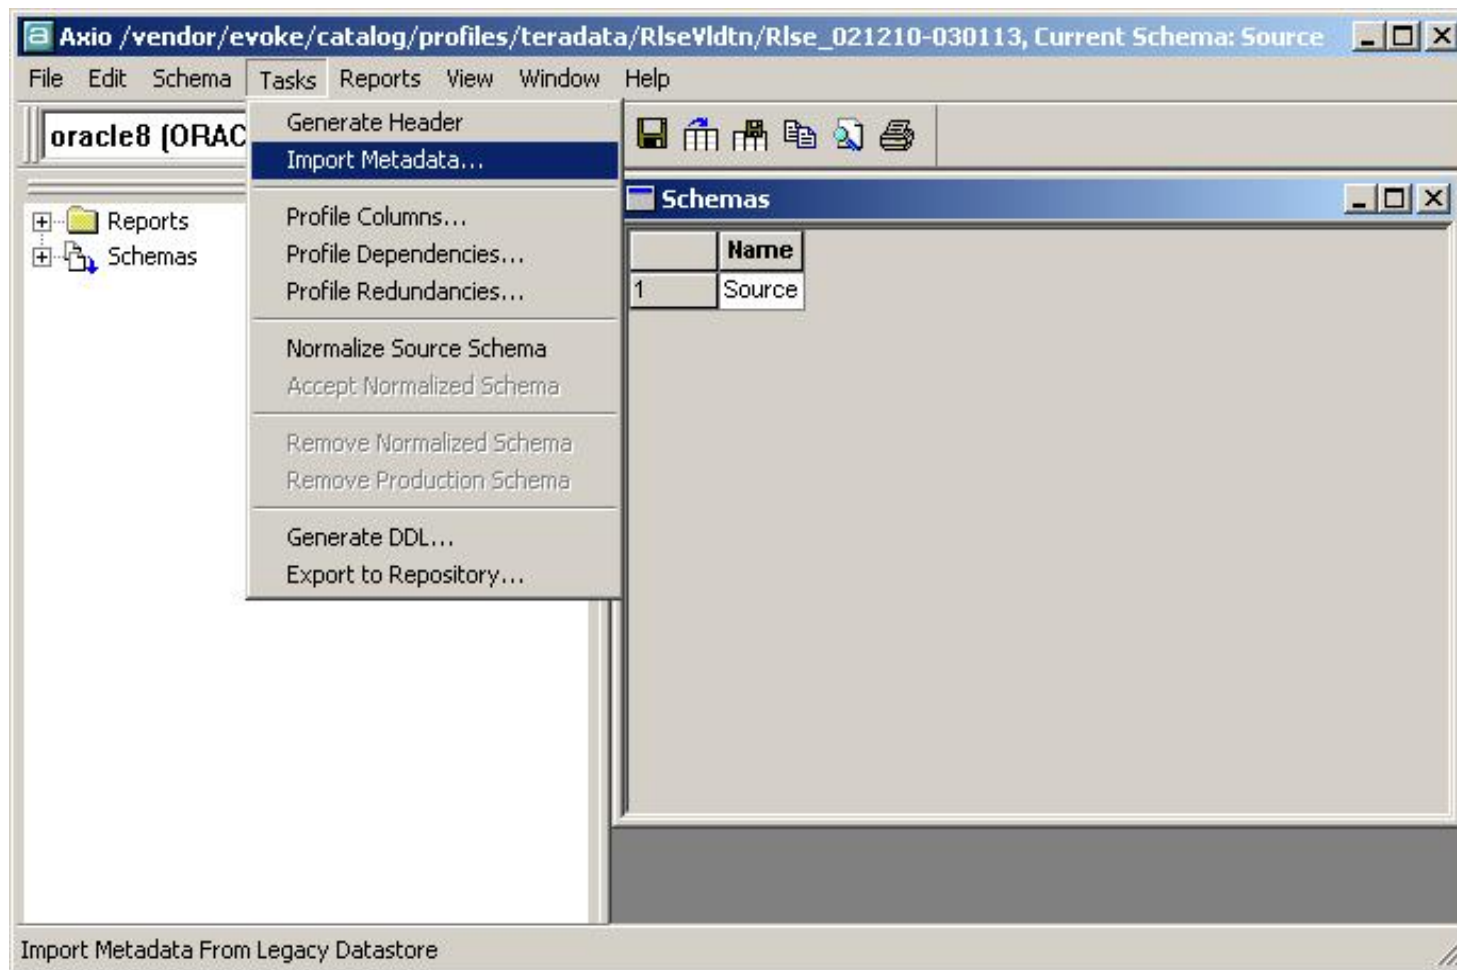 Axio /vendor/evoke/catalog/profiles/teradata/RlseVldtn/Rlse_021210-030113, Current Schema: Source
File Edit Schema Tasks Reports View Window Help
oracle8 (ORAC
Generate Header
Import Metadata...
Profile Columns...
Profile Dependencies...
Profile Redundancies...
Normalize Source Schema
Accept Normalized Schema
Remove Normalized Schema
Remove Production Schema
Generate DDL...
Export to Repository...
Reports
Schemas
Schemas
Name
1 Source
Import Metadata From Legacy Datastore